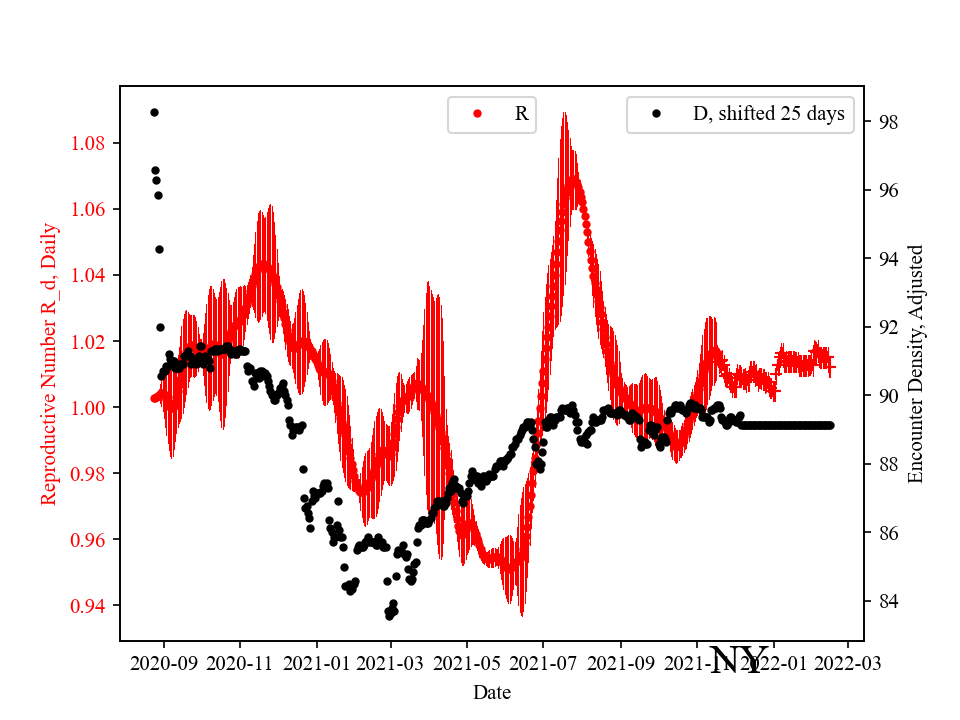 R
D, shifted 25 days
1.08
1.06
1.04
1.02
1.00
0.98
0.96
0.94
Reproductive Number R_d, Daily
98
96
94
92
90
88
86
84
Encounter Density, Adjusted
2020-09 2020-11 2021-01 2021-03 2021-05 2021-07 2021-09 2021-11 2022-01 2022-03
NY
Date